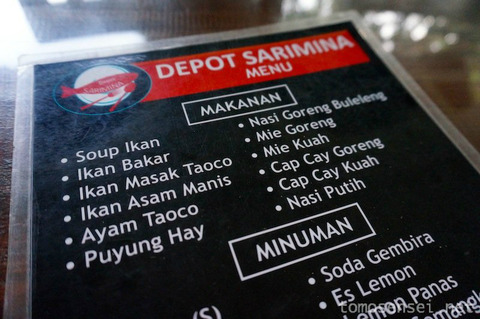 DEPOT SARIMINA
MENU
MAKANAN
• Soup Ikan
• Ikan Bakar
• Ikan Masak Taoco
• Ikan Asam Manis
• Ayam Taoco
• Puyung Hay
• Nasi Goreng Buleleng
• Mie Goreng
• Mie Kuah
• Cap Cay Goreng
• Cap Cay Kuah
• Nasi Putih
MINUMAN
• Soda Gembira
• Es Lemon
• Lemon Panas
(S)